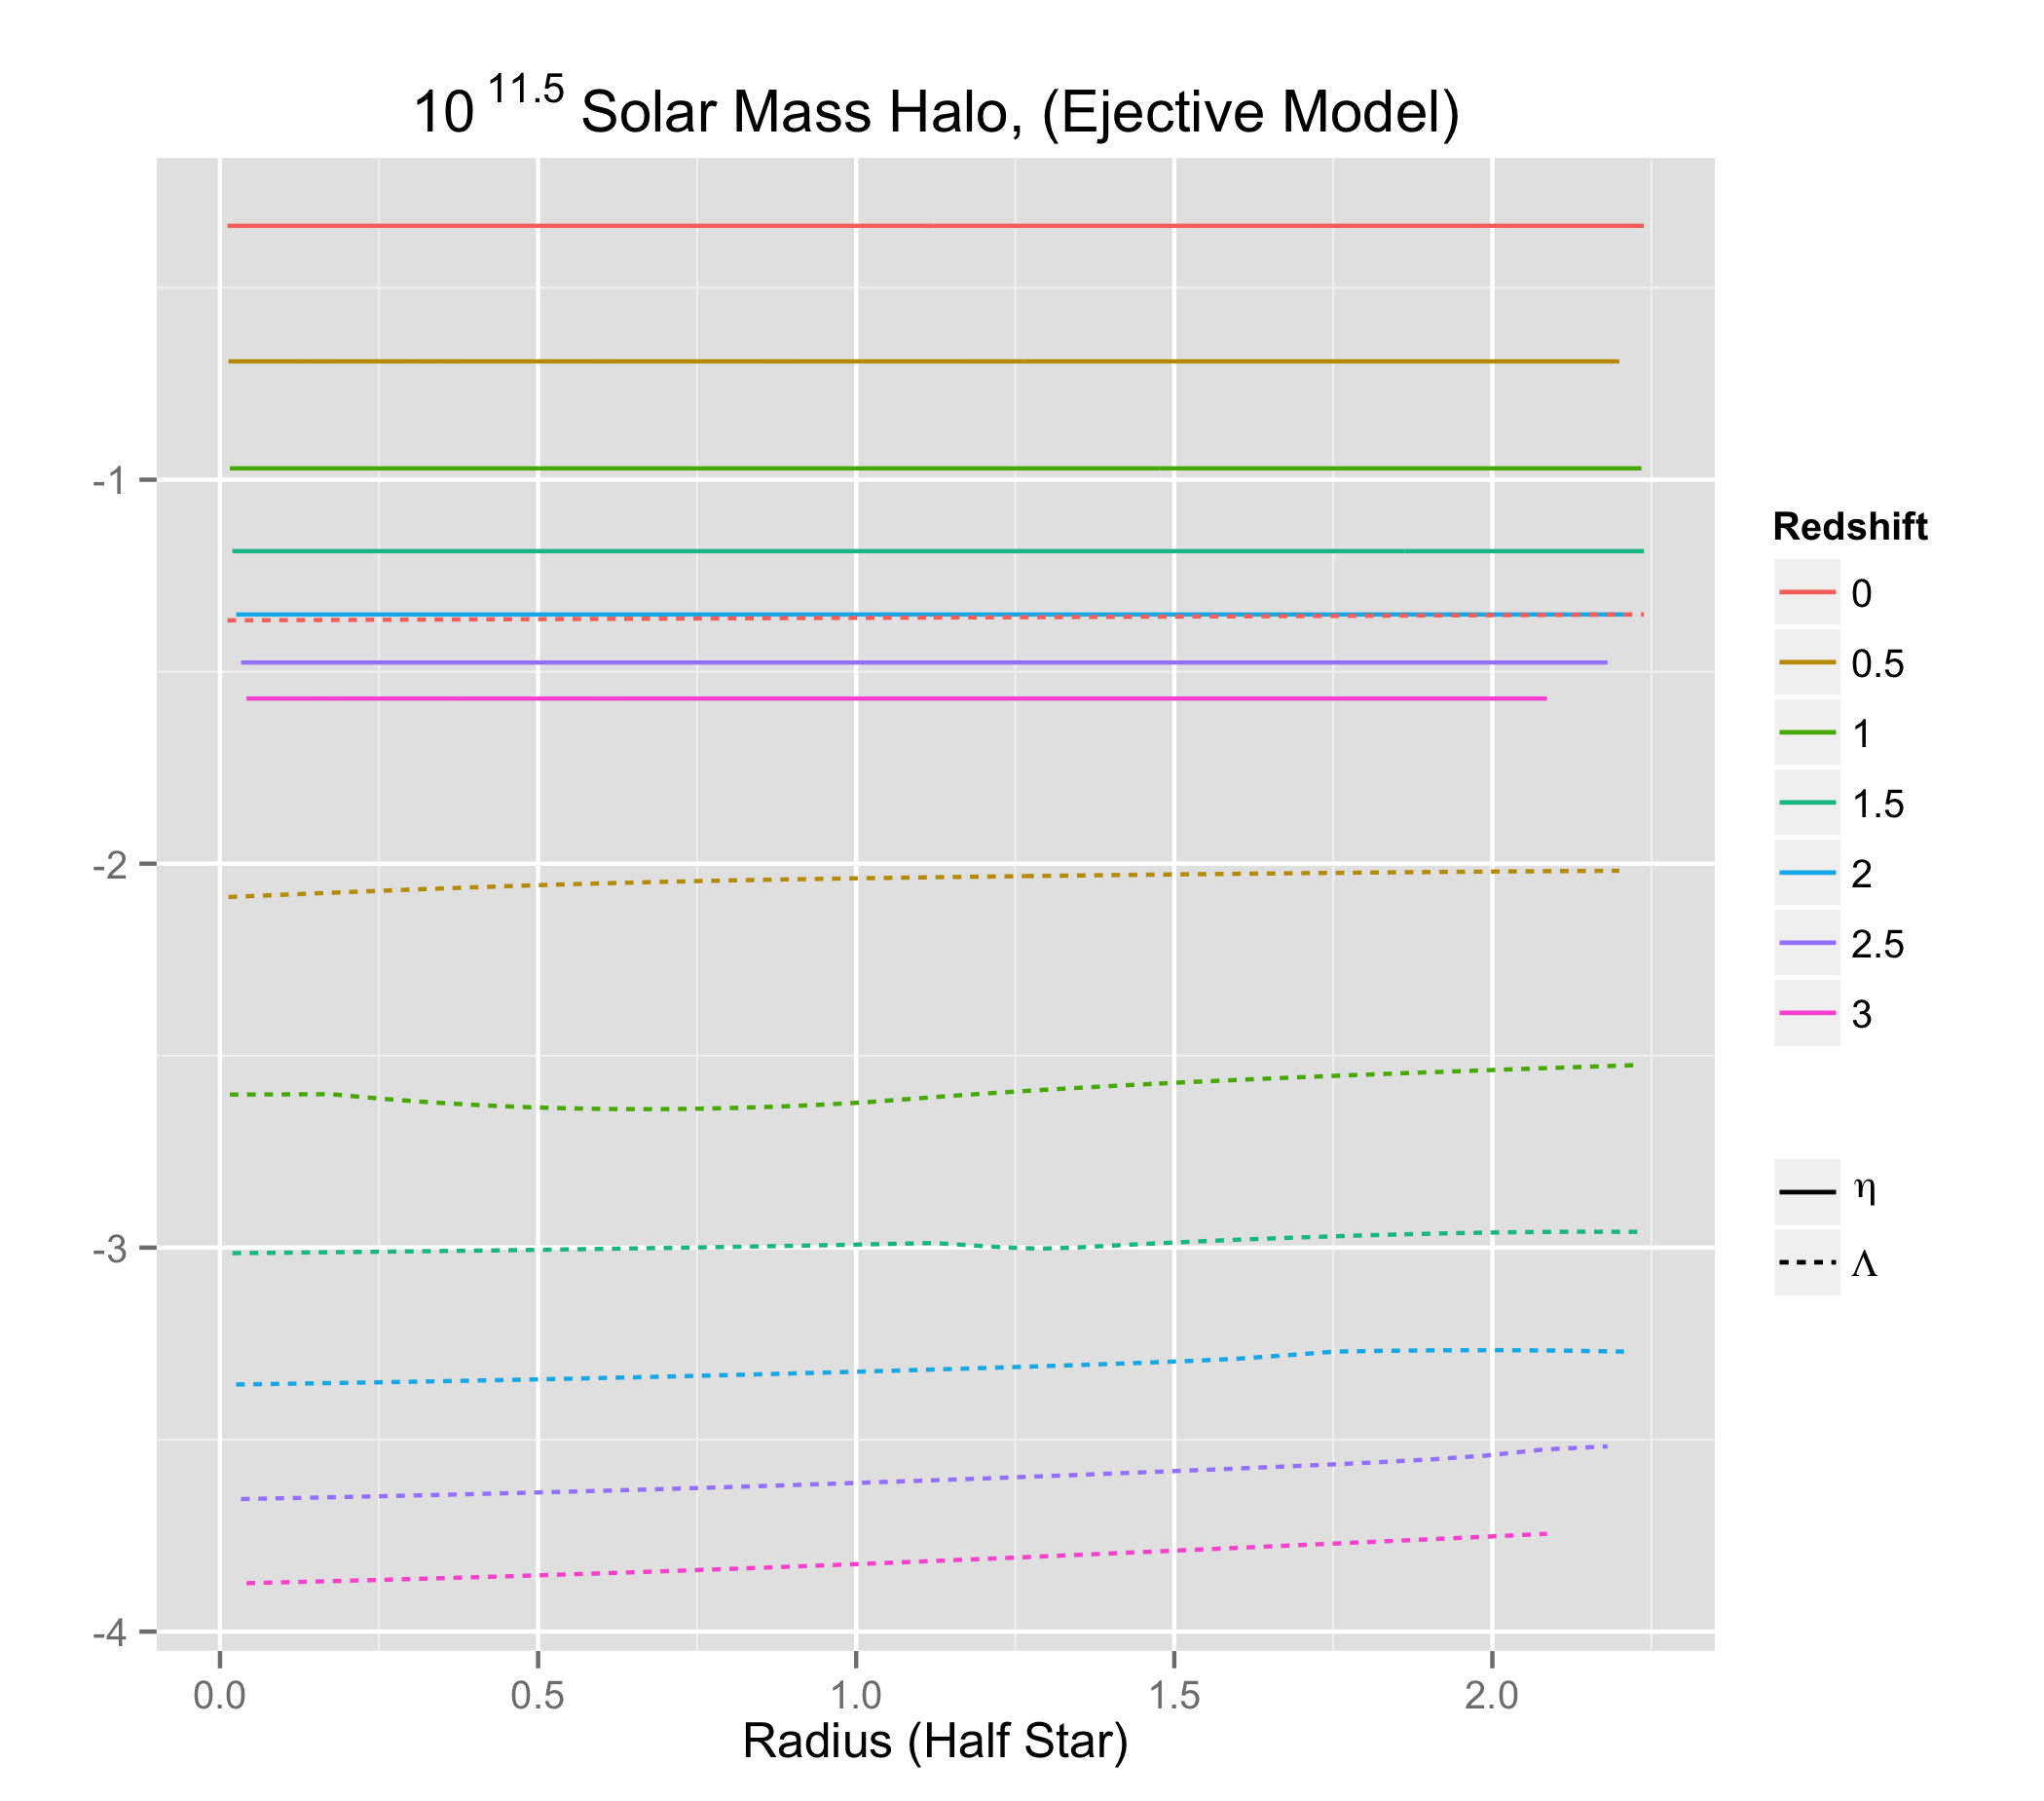 10^11.5 Solar Mass Halo, (Ejective Model)
-1
-2
-3
-4
0.0 0.5 1.0 1.5 2.0
Radius (Half Star)
Redshift
0
0.5
1
1.5
2
2.5
3
η
Λ